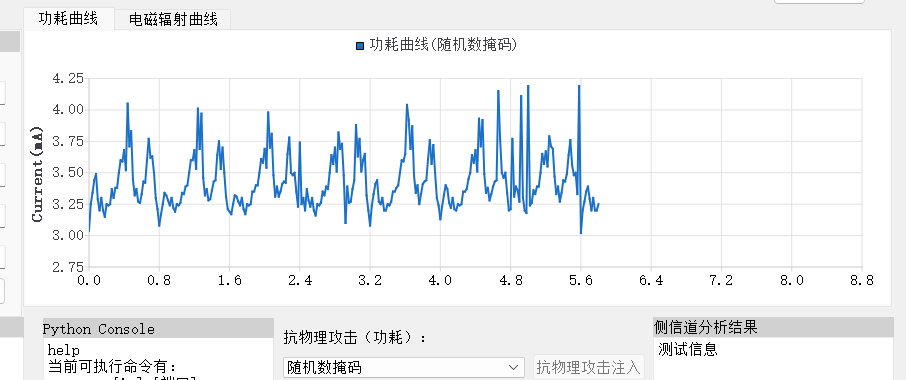 功耗曲线 电磁辐射曲线
功耗曲线(随机数掩码)
4.25
4.00
3.75
3.50
3.25
3.00
2.75
Current(mA)
0.0 0.8 1.6 2.4 3.2 4.0 4.8 5.6 6.4 7.2 8.0 8.8
Python Console
help
当前可执行命令有:
抗物理攻击（功耗）:
随机数掩码
抗物理攻击注入
侧信道分析结果
测试信息